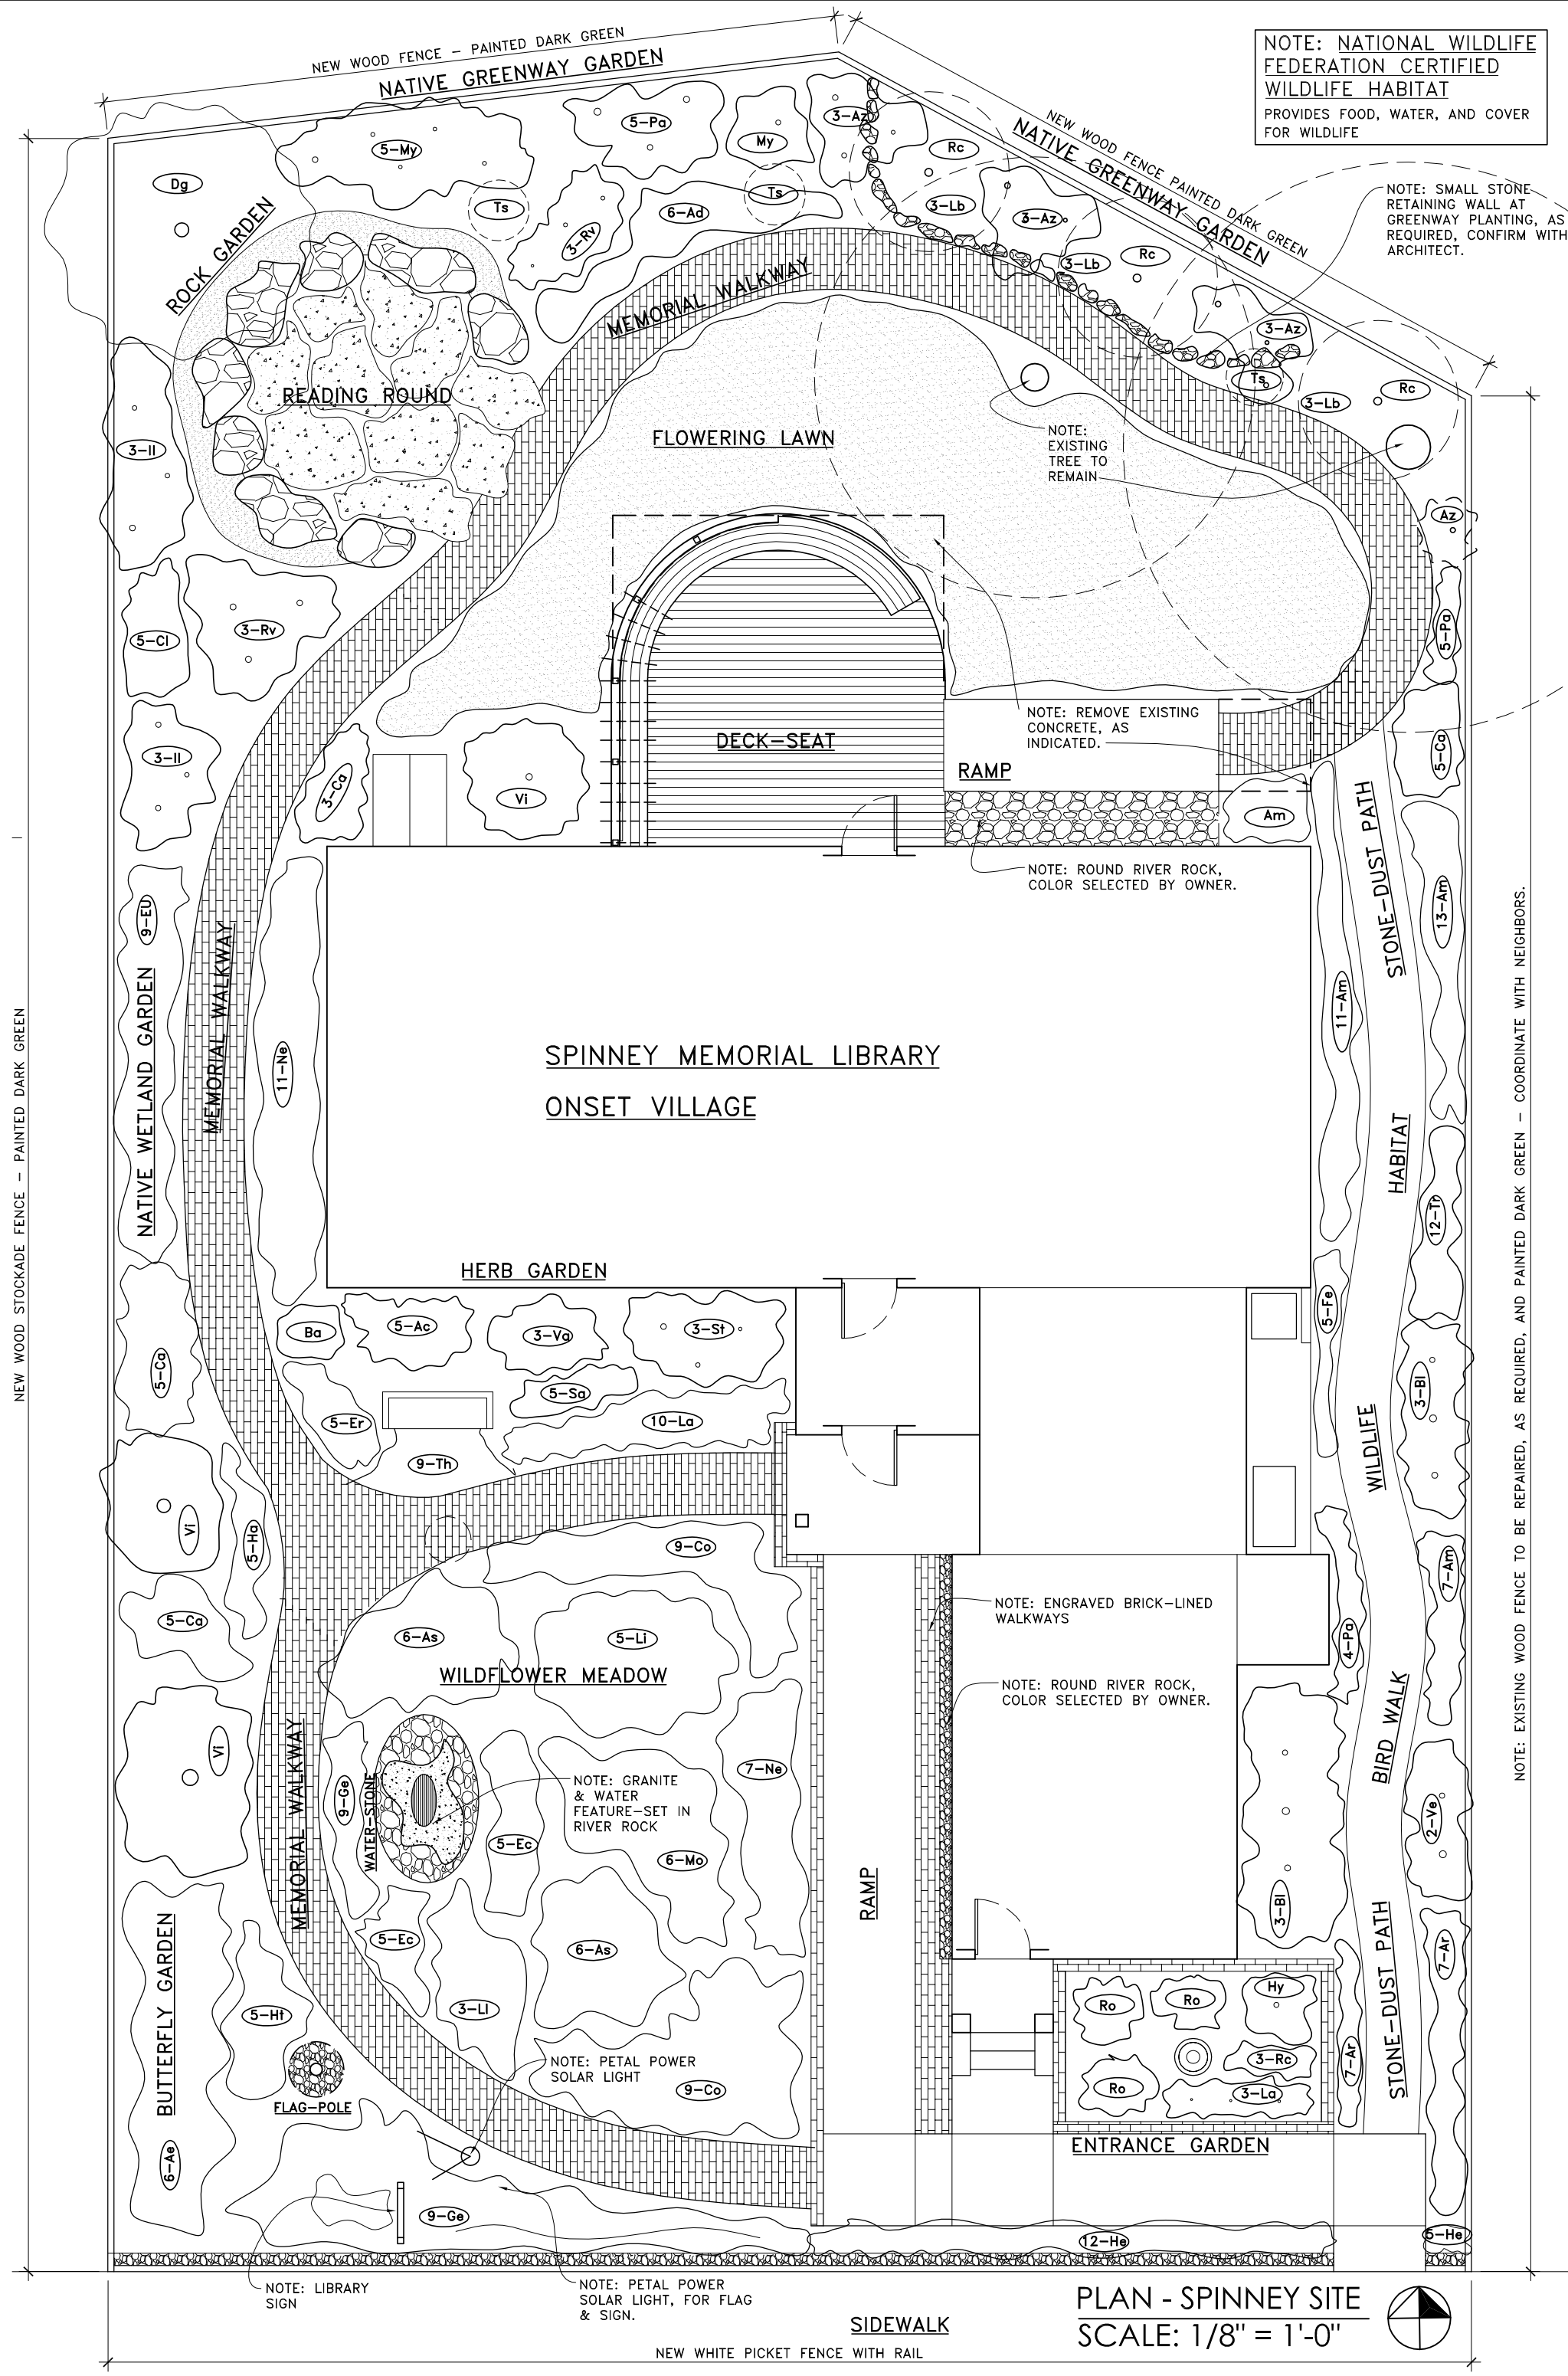 NEW WOOD FENCE - PAINTED DARK GREEN
NATIVE GREENWAY GARDEN
NOTE: NATIONAL WILDLIFE
FEDERATION CERTIFIED
WILDLIFE HABITAT
PROVIDES FOOD, WATER, AND COVER
FOR WILDLIFE
NEW WOOD FENCE PAINTED DARK GREEN
NATIVE GREENWAY GARDEN
NOTE: SMALL STONE
RETAINING WALL AT
GREENWAY PLANTING, AS
REQUIRED, CONFIRM WITH
ARCHITECT.
5-My
5-Pa
My
3-Az
Rc
Dg
Ts
3-Rv
6-Ad
Ts
3-Lb
3-Az
Rc
3-Lb
3-Az
Ts
3-Lb
Rc
ROCK GARDEN
MEMORIAL WALKWAY
READING ROUND
FLOWERING LAWN
NOTE:
EXISTING
TREE TO
REMAIN
3-II
Az
5-Cl
3-Rv
5-Pa
3-II
3-Ca
Vi
DECK-SEAT
NOTE: REMOVE EXISTING
CONCRETE, AS
INDICATED.
RAMP
Am
5-Ca
STONE-DUST PATH
NOTE: ROUND RIVER ROCK,
COLOR SELECTED BY OWNER.
9-EU
13-Am
NATIVE WETLAND GARDEN
MEMORIAL WALKWAY
11-Ne
11-Am
SPINNEY MEMORIAL LIBRARY
ONSET VILLAGE
NEW WOOD STOCKADE FENCE - PAINTED DARK GREEN
NOTE: EXISTING WOOD FENCE TO BE REPAIRED, AS REQUIRED, AND PAINTED DARK GREEN - COORDINATE WITH NEIGHBORS.
HABITAT
12-Tr
HERB GARDEN
Ba
5-Ac
3-Va
3-St
5-Fe
5-Ca
5-Sa
3-Bl
5-Er
10-La
9-Th
WILDLIFE
Vi
5-Ha
9-Co
7-Am
5-Ca
6-As
5-Li
NOTE: ENGRAVED BRICK-LINED
WALKWAYS
4-Pa
WILDFLOWER MEADOW
NOTE: ROUND RIVER ROCK,
COLOR SELECTED BY OWNER.
BIRD WALK
Vi
MEMORIAL WALKWAY
9-Ge
WATER-STONE
NOTE: GRANITE
& WATER
FEATURE-SET IN
RIVER ROCK
7-Ne
5-Ec
6-Mo
2-Ve
RAMP
3-Bl
5-Ec
6-As
7-Ar
BUTTERFLY GARDEN
5-Ht
3-Ll
Ro
Ro
Hy
STONE-DUST PATH
NOTE: PETAL POWER
SOLAR LIGHT
9-Co
3-Rc
7-Ar
Ro
3-La
FLAG-POLE
ENTRANCE GARDEN
6-Ae
9-Ge
12-He
5-He
NOTE: LIBRARY
SIGN
NOTE: PETAL POWER
SOLAR LIGHT, FOR FLAG
& SIGN.
PLAN - SPINNEY SITE
SCALE: 1/8" = 1'-0"
SIDEWALK
NEW WHITE PICKET FENCE WITH RAIL